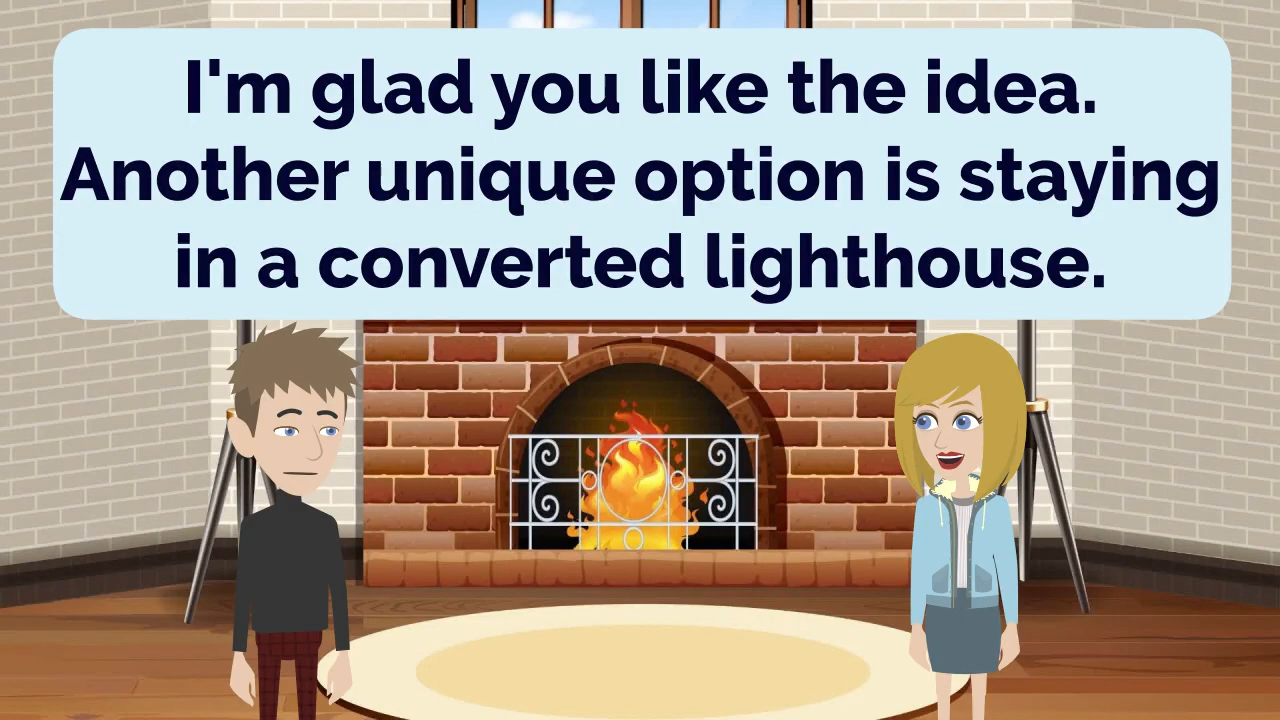 I'm glad you like the idea.
Another unique option is staying
in a converted lighthouse.